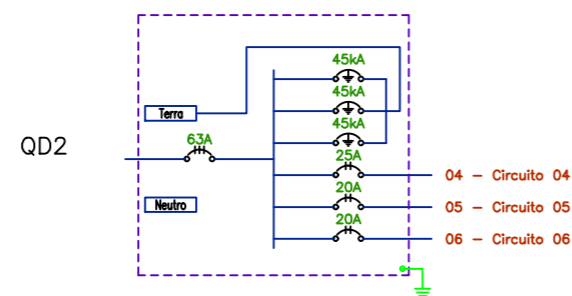 45kA
45kA
Terra
45kA
63A
QD2
25A
04 - Circuito 04
20A
Neutro
05 - Circuito 05
20A
06 - Circuito 06